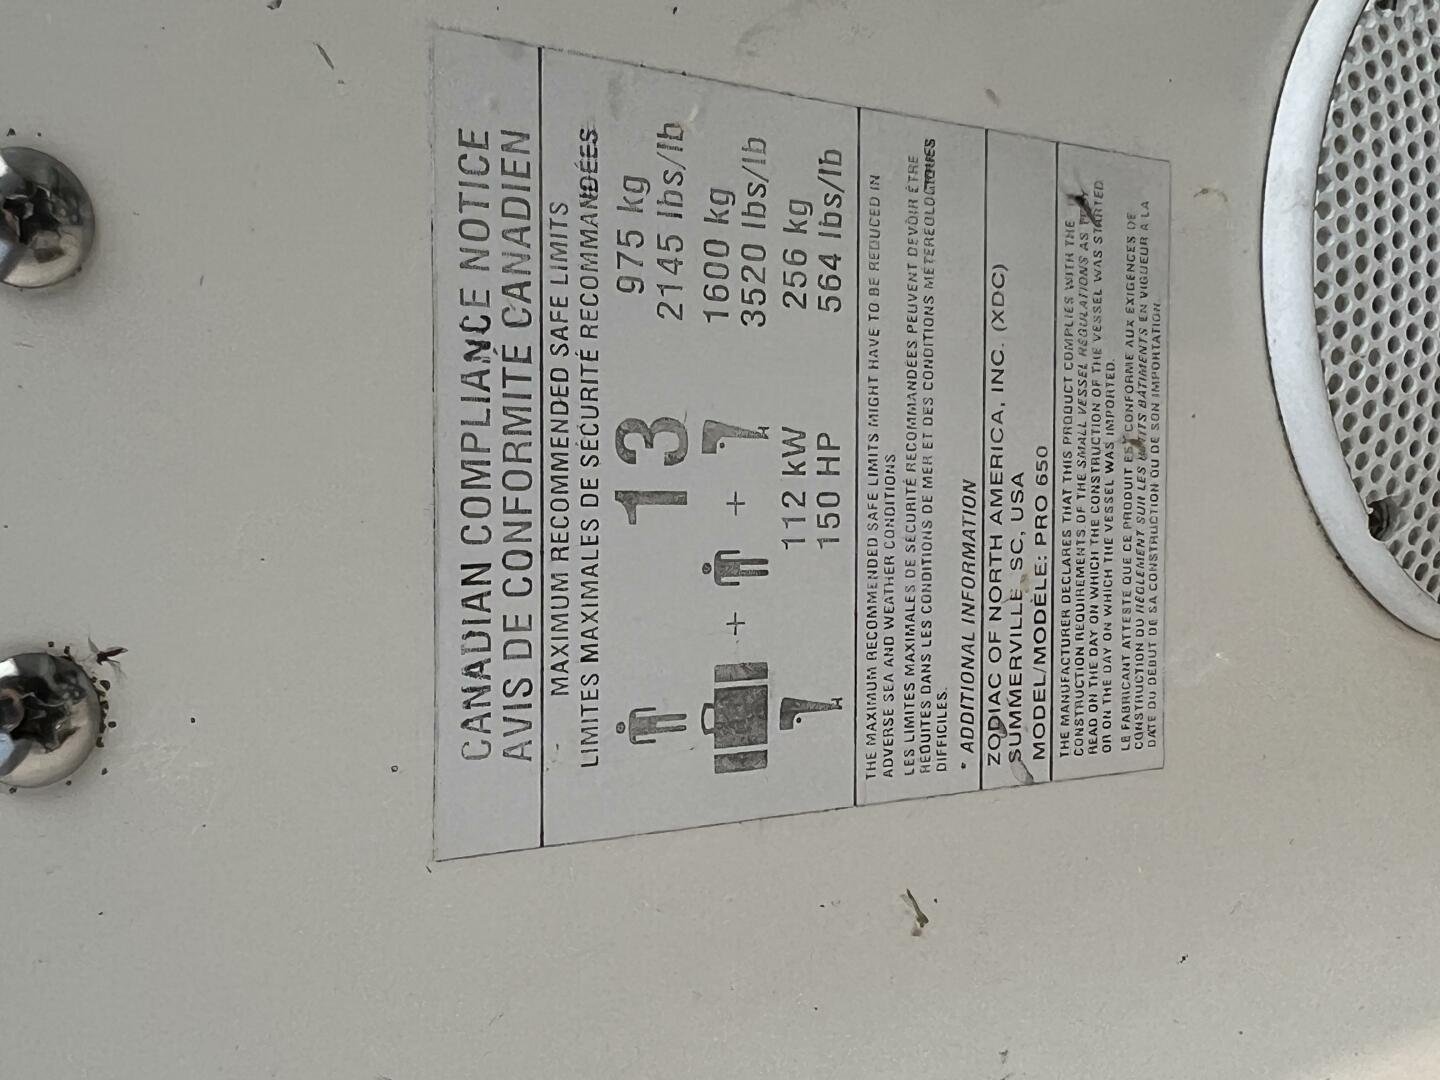 CANADIAN COMPLIANCE NOTICE
AVIS DE CONFORMITÉ CANADIEN
MAXIMUM RECOMMENDED SAFE LIMITS
LIMITES MAXIMALES DE SÉCURITÉ RECOMMANDÉES
13 975 kg
2145 lbs/lb
+ + 1600 kg
3520 lbs/lb
112 kW 256 kg
150 HP 564 lbs/lb
THE MAXIMUM RECOMMENDED SAFE LIMITS MIGHT HAVE TO BE REDUCED IN
ADVERSE SEA AND WEATHER CONDITIONS
LES LIMITES MAXIMALES DE SÉCURITÉ RECOMMANDÉES PEUVENT DEVOIR ÊTRE
RÉDUITES DANS LES CONDITIONS DE MER ET DES CONDITIONS MÉTÉREOLOGIQUES
DIFFICILES.
* ADDITIONAL INFORMATION
ZODIAC OF NORTH AMERICA, INC. (XDC)
SUMMERVILLE, SC, USA
MODEL/MODÈLE: PRO 650
THE MANUFACTURER DECLARES THAT THIS PRODUCT COMPLIES WITH THE
CONSTRUCTION REQUIREMENTS OF THE SMALL VESSEL REGULATIONS AS THEY
READ ON THE DAY ON WHICH THE CONSTRUCTION OF THE VESSEL WAS STARTED
OR ON THE DAY ON WHICH THE VESSEL WAS IMPORTED.
LE FABRICANT ATTESTE QUE CE PRODUIT EST CONFORME AUX EXIGENCES DE
CONSTRUCTION DU RÈGLEMENT SUR LES PETITS BÂTIMENTS EN VIGUEUR À LA
DATE DU DÉBUT DE SA CONSTRUCTION OU DE SON IMPORTATION